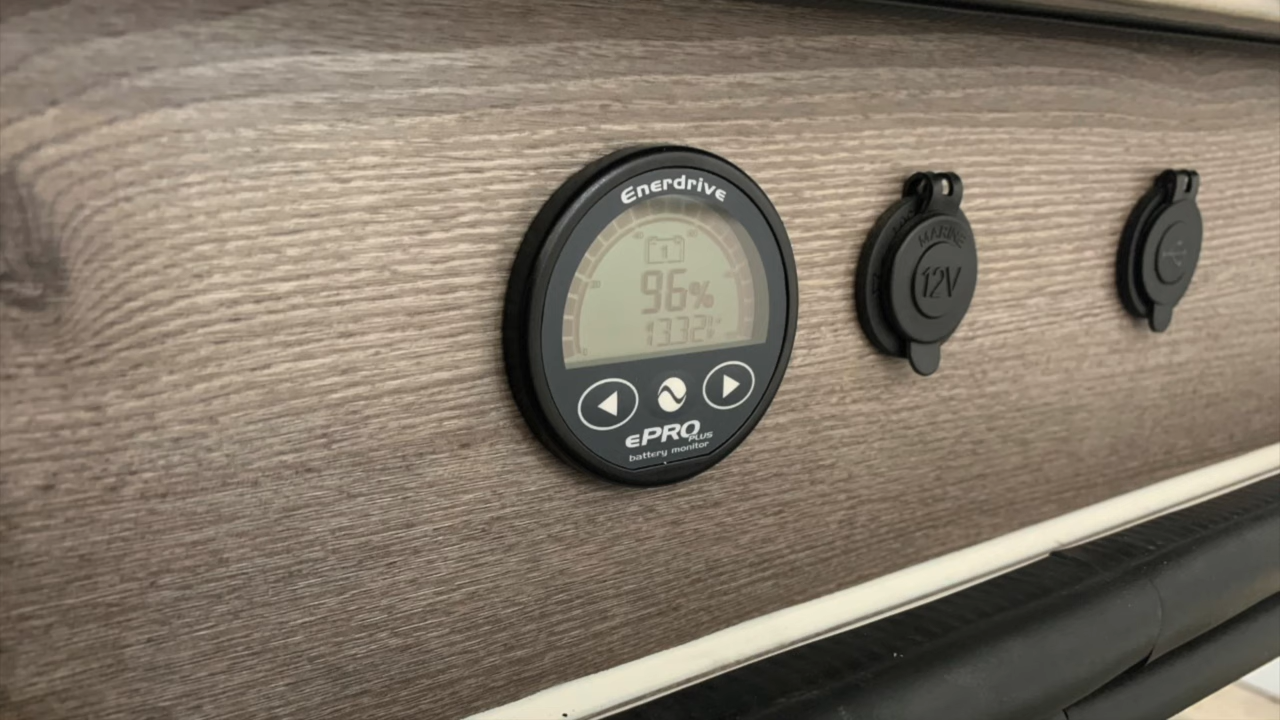 Enerdrive
1
96%
13.32
ePRO PLUS
battery monitor
MARINE
12V